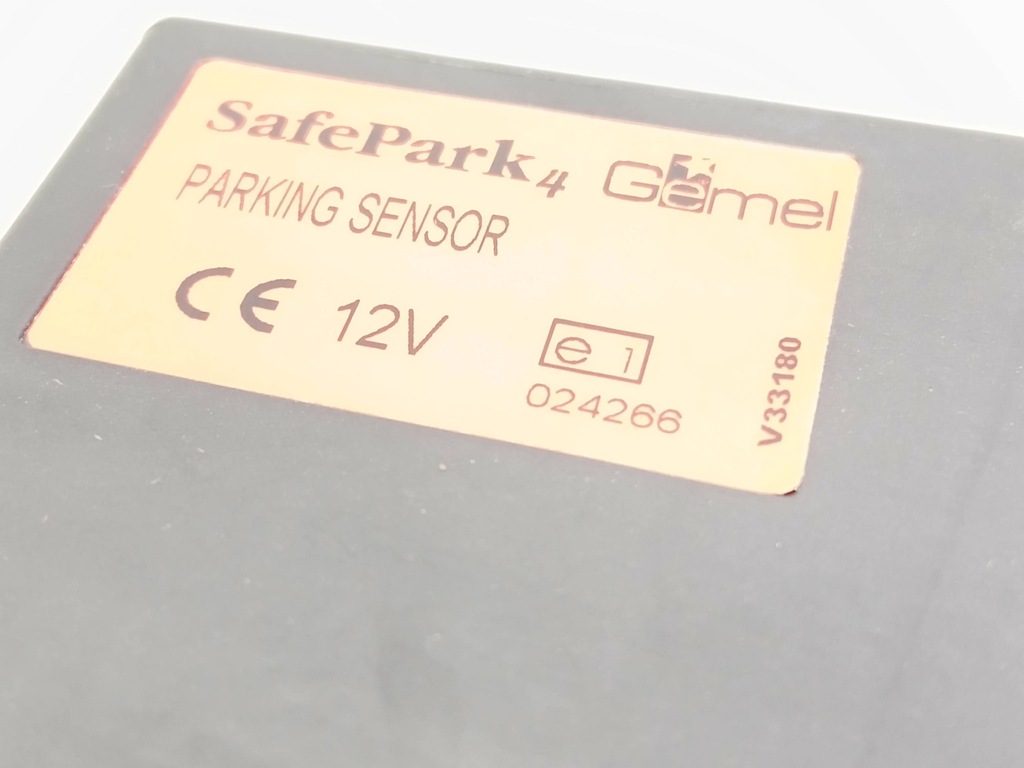 SafePark4 Gemel
PARKING SENSOR
CE 12V e1
024266
V33180